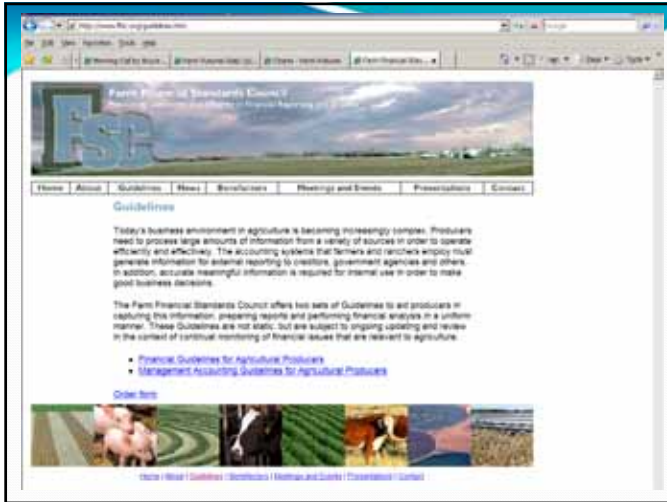 Farm Financial Standards Council
FFSC
Home About Guidelines News Benefactors Meetings and Events Presentations Contact
Guidelines
Today's business environment in agriculture is becoming increasingly complex. Producers
need to process large amounts of information from a variety of sources in order to operate
efficiently and effectively. The accounting systems that farmers and ranchers employ must
generate information for external reporting to creditors, government agencies and others.
In addition, accurate meaningful information is required for internal use in order to make
good business decisions.
The Farm Financial Standards Council offers two sets of Guidelines to aid producers in
capturing this information, preparing reports and performing financial analysis in a uniform
manner. These Guidelines are not static, but are subject to ongoing updating and review
in the context of continual monitoring of financial issues that are relevant to agriculture.
Financial Guidelines for Agricultural Producers
Management Accounting Guidelines for Agricultural Producers
Order form
Home | About | Guidelines | Benefactors | Meetings and Events | Presentations | Contact